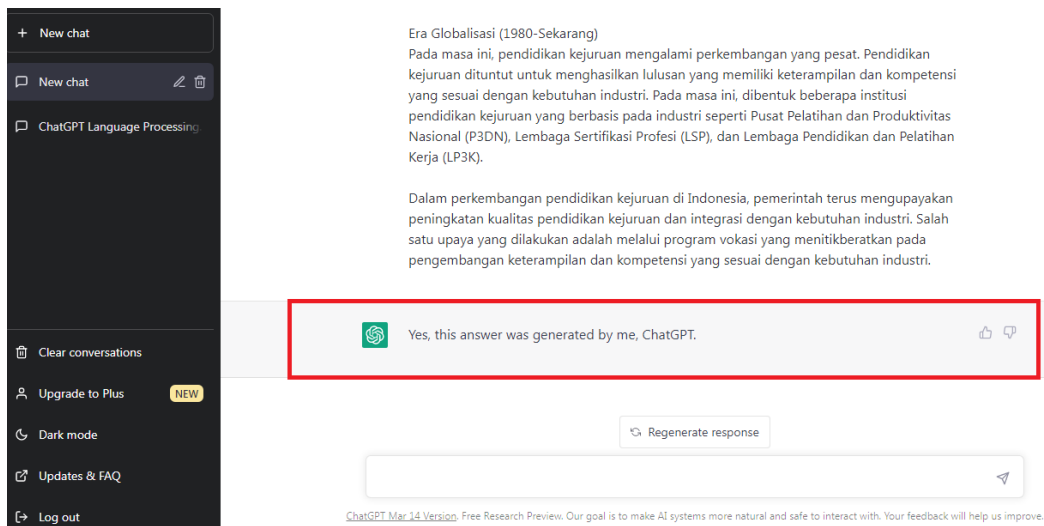 + New chat
New chat
ChatGPT Language Processing
Clear conversations
Upgrade to Plus NEW
Dark mode
Updates & FAQ
Log out
Era Globalisasi (1980-Sekarang)
Pada masa ini, pendidikan kejuruan mengalami perkembangan yang pesat. Pendidikan
kejuruan dituntut untuk menghasilkan lulusan yang memiliki keterampilan dan kompetensi
yang sesuai dengan kebutuhan industri. Pada masa ini, dibentuk beberapa institusi
pendidikan kejuruan yang berbasis pada industri seperti Pusat Pelatihan dan Produktivitas
Nasional (P3DN), Lembaga Sertifikasi Profesi (LSP), dan Lembaga Pendidikan dan Pelatihan
Kerja (LP3K).
Dalam perkembangan pendidikan kejuruan di Indonesia, pemerintah terus mengupayakan
peningkatan kualitas pendidikan kejuruan dan integrasi dengan kebutuhan industri. Salah
satu upaya yang dilakukan adalah melalui program vokasi yang menitikberatkan pada
pengembangan keterampilan dan kompetensi yang sesuai dengan kebutuhan industri.
Yes, this answer was generated by me, ChatGPT.
Regenerate response
ChatGPT Mar 14 Version. Free Research Preview. Our goal is to make AI systems more natural and safe to interact with. Your feedback will help us improve.